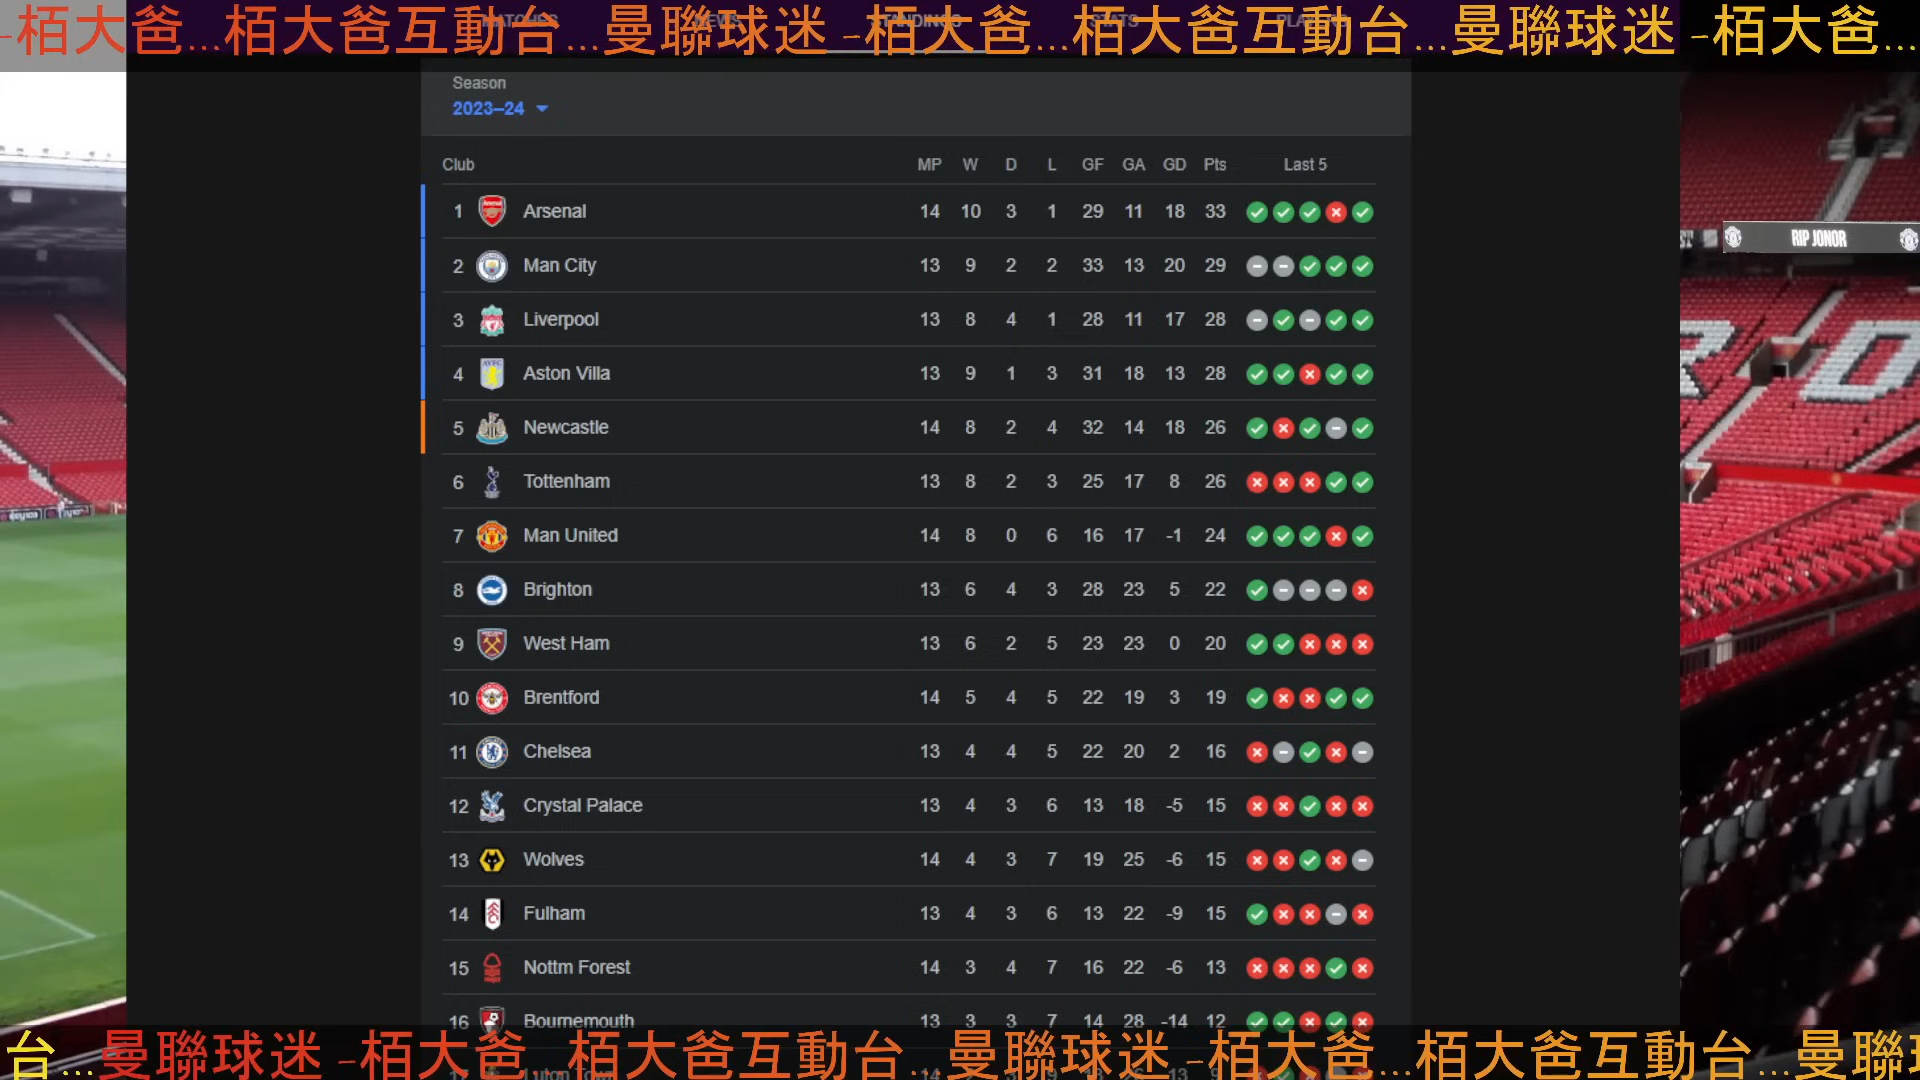 MATCHES NEWS STANDINGS STATS PLAYERS
-栢大爸...栢大爸互動台...曼聯球迷 -栢大爸...栢大爸互動台...曼聯球迷 -栢大爸...
Season
2023–24
Club MP W D L GF GA GD Pts Last 5
1 Arsenal 14 10 3 1 29 11 18 33
2 Man City 13 9 2 2 33 13 20 29
3 Liverpool 13 8 4 1 28 11 17 28
4 Aston Villa 13 9 1 3 31 18 13 28
5 Newcastle 14 8 2 4 32 14 18 26
6 Tottenham 13 8 2 3 25 17 8 26
7 Man United 14 8 0 6 16 17 -1 24
8 Brighton 13 6 4 3 28 23 5 22
9 West Ham 13 6 2 5 23 23 0 20
10 Brentford 14 5 4 5 22 19 3 19
11 Chelsea 13 4 4 5 22 20 2 16
12 Crystal Palace 13 4 3 6 13 18 -5 15
13 Wolves 14 4 3 7 19 25 -6 15
14 Fulham 13 4 3 6 13 22 -9 15
15 Nottm Forest 14 3 4 7 16 22 -6 13
16 Bournemouth 13 3 3 7 14 28 -14 12
台...曼聯球迷 -栢大爸...栢大爸互動台...曼聯球迷 -栢大爸...栢大爸互動台...曼聯
RIP JONOR